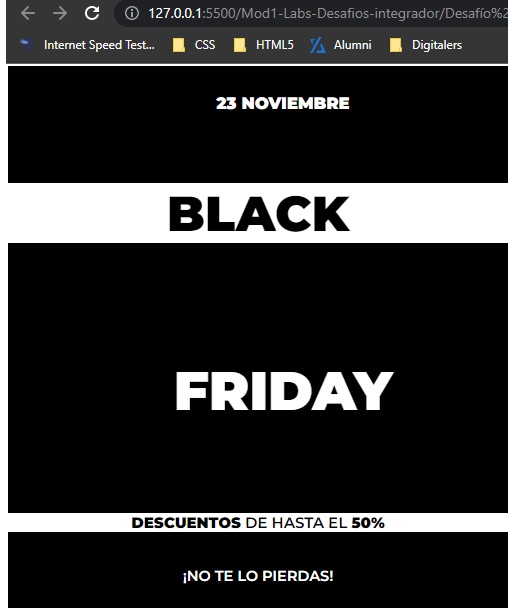 127.0.0.1:5500/Mod1-Labs-Desafios-integrador/Desafío%2
Internet Speed Test... CSS HTML5 Alumni Digitalers
23 NOVIEMBRE
BLACK
FRIDAY
DESCUENTOS DE HASTA EL 50%
¡NO TE LO PIERDAS!